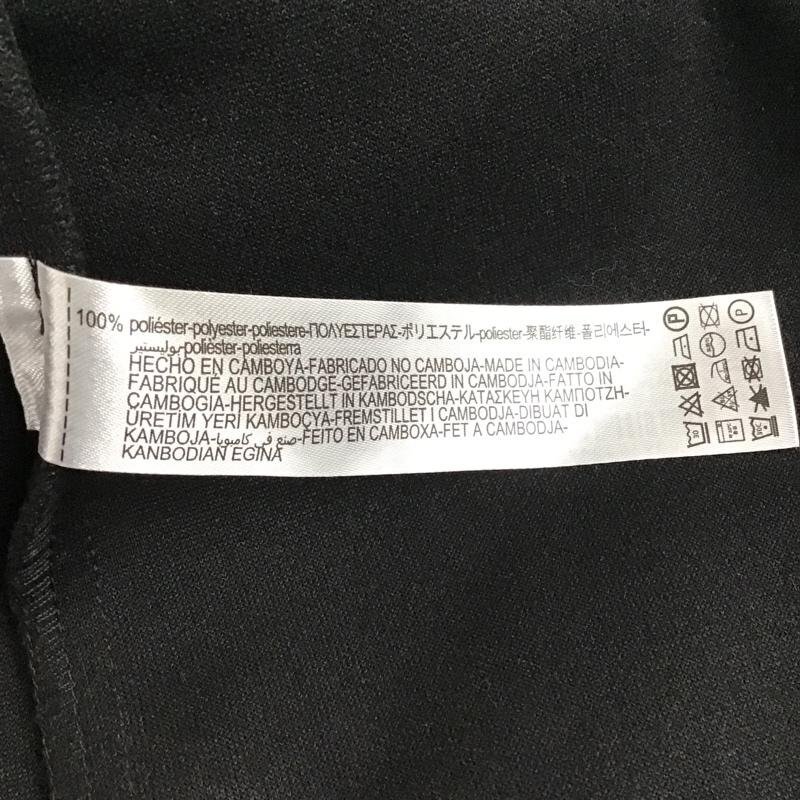 100% poliéster-polyester-poliestere-ΠΟΛΥΕΣΤΕΡΑΣ-ポリエステル-poliester-聚酯纤维-폴리에스터-
بوليستير-polièster-poliesterra
HECHO EN CAMBOYA-FABRICADO NO CAMBOJA-MADE IN CAMBODIA-
FABRIQUÉ AU CAMBODGE-GEFABRICEERD IN CAMBODJA-FATTO IN
CAMBOGIA-HERGESTELLT IN KAMBODSCHA-ΚΑΤΑΣΚΕΥΗ ΚΑΜΠΟΤΖΗ-
ÜRETİM YERİ KAMBOÇYA-FREMSTILLET I CAMBODJA-DIBUAT DI
KAMBOJA-صنع في كامبوديا-FEITO EN CAMBOXA-FET A CAMBODJA-
KANBODIAN EGINA
P P
30